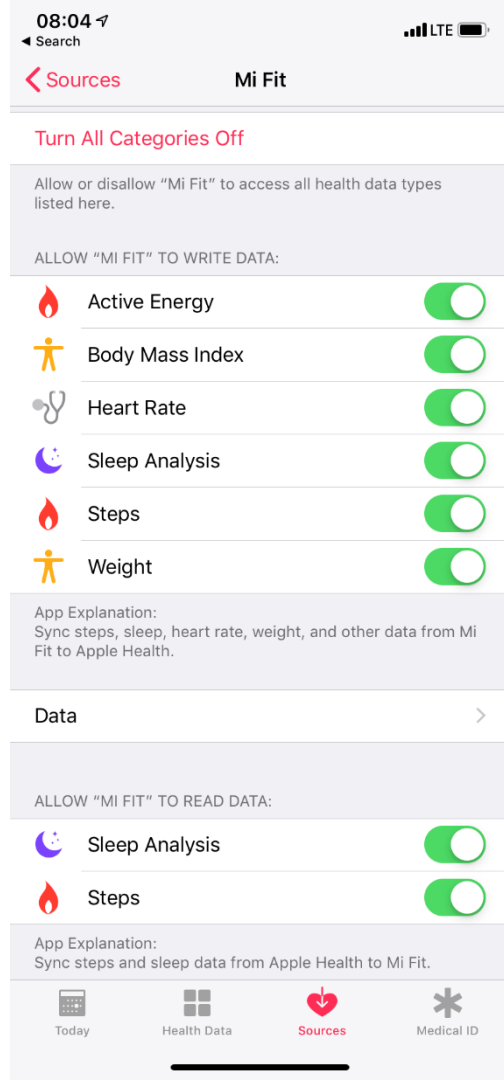 08:04
◀ Search
LTE
Sources
Mi Fit
Turn All Categories Off
Allow or disallow “Mi Fit” to access all health data types
listed here.
ALLOW “MI FIT” TO WRITE DATA:
Active Energy
Body Mass Index
Heart Rate
Sleep Analysis
Steps
Weight
App Explanation:
Sync steps, sleep, heart rate, weight, and other data from Mi
Fit to Apple Health.
Data
ALLOW “MI FIT” TO READ DATA:
Sleep Analysis
Steps
App Explanation:
Sync steps and sleep data from Apple Health to Mi Fit.
Today
Health Data
Sources
Medical ID